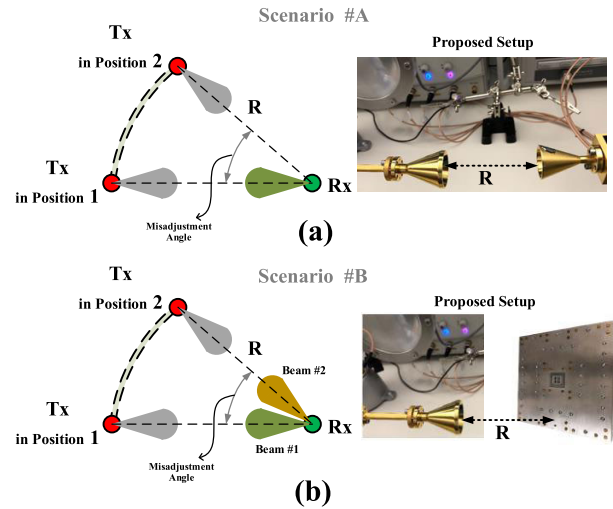 Scenario #A
Tx
in Position 2
R
Tx
in Position 1
Rx
Misadjustment
Angle
Proposed Setup
R
(a)
Scenario #B
Tx
in Position 2
R
Beam #2
Tx
in Position 1
Rx
Beam #1
Misadjustment
Angle
Proposed Setup
R
(b)